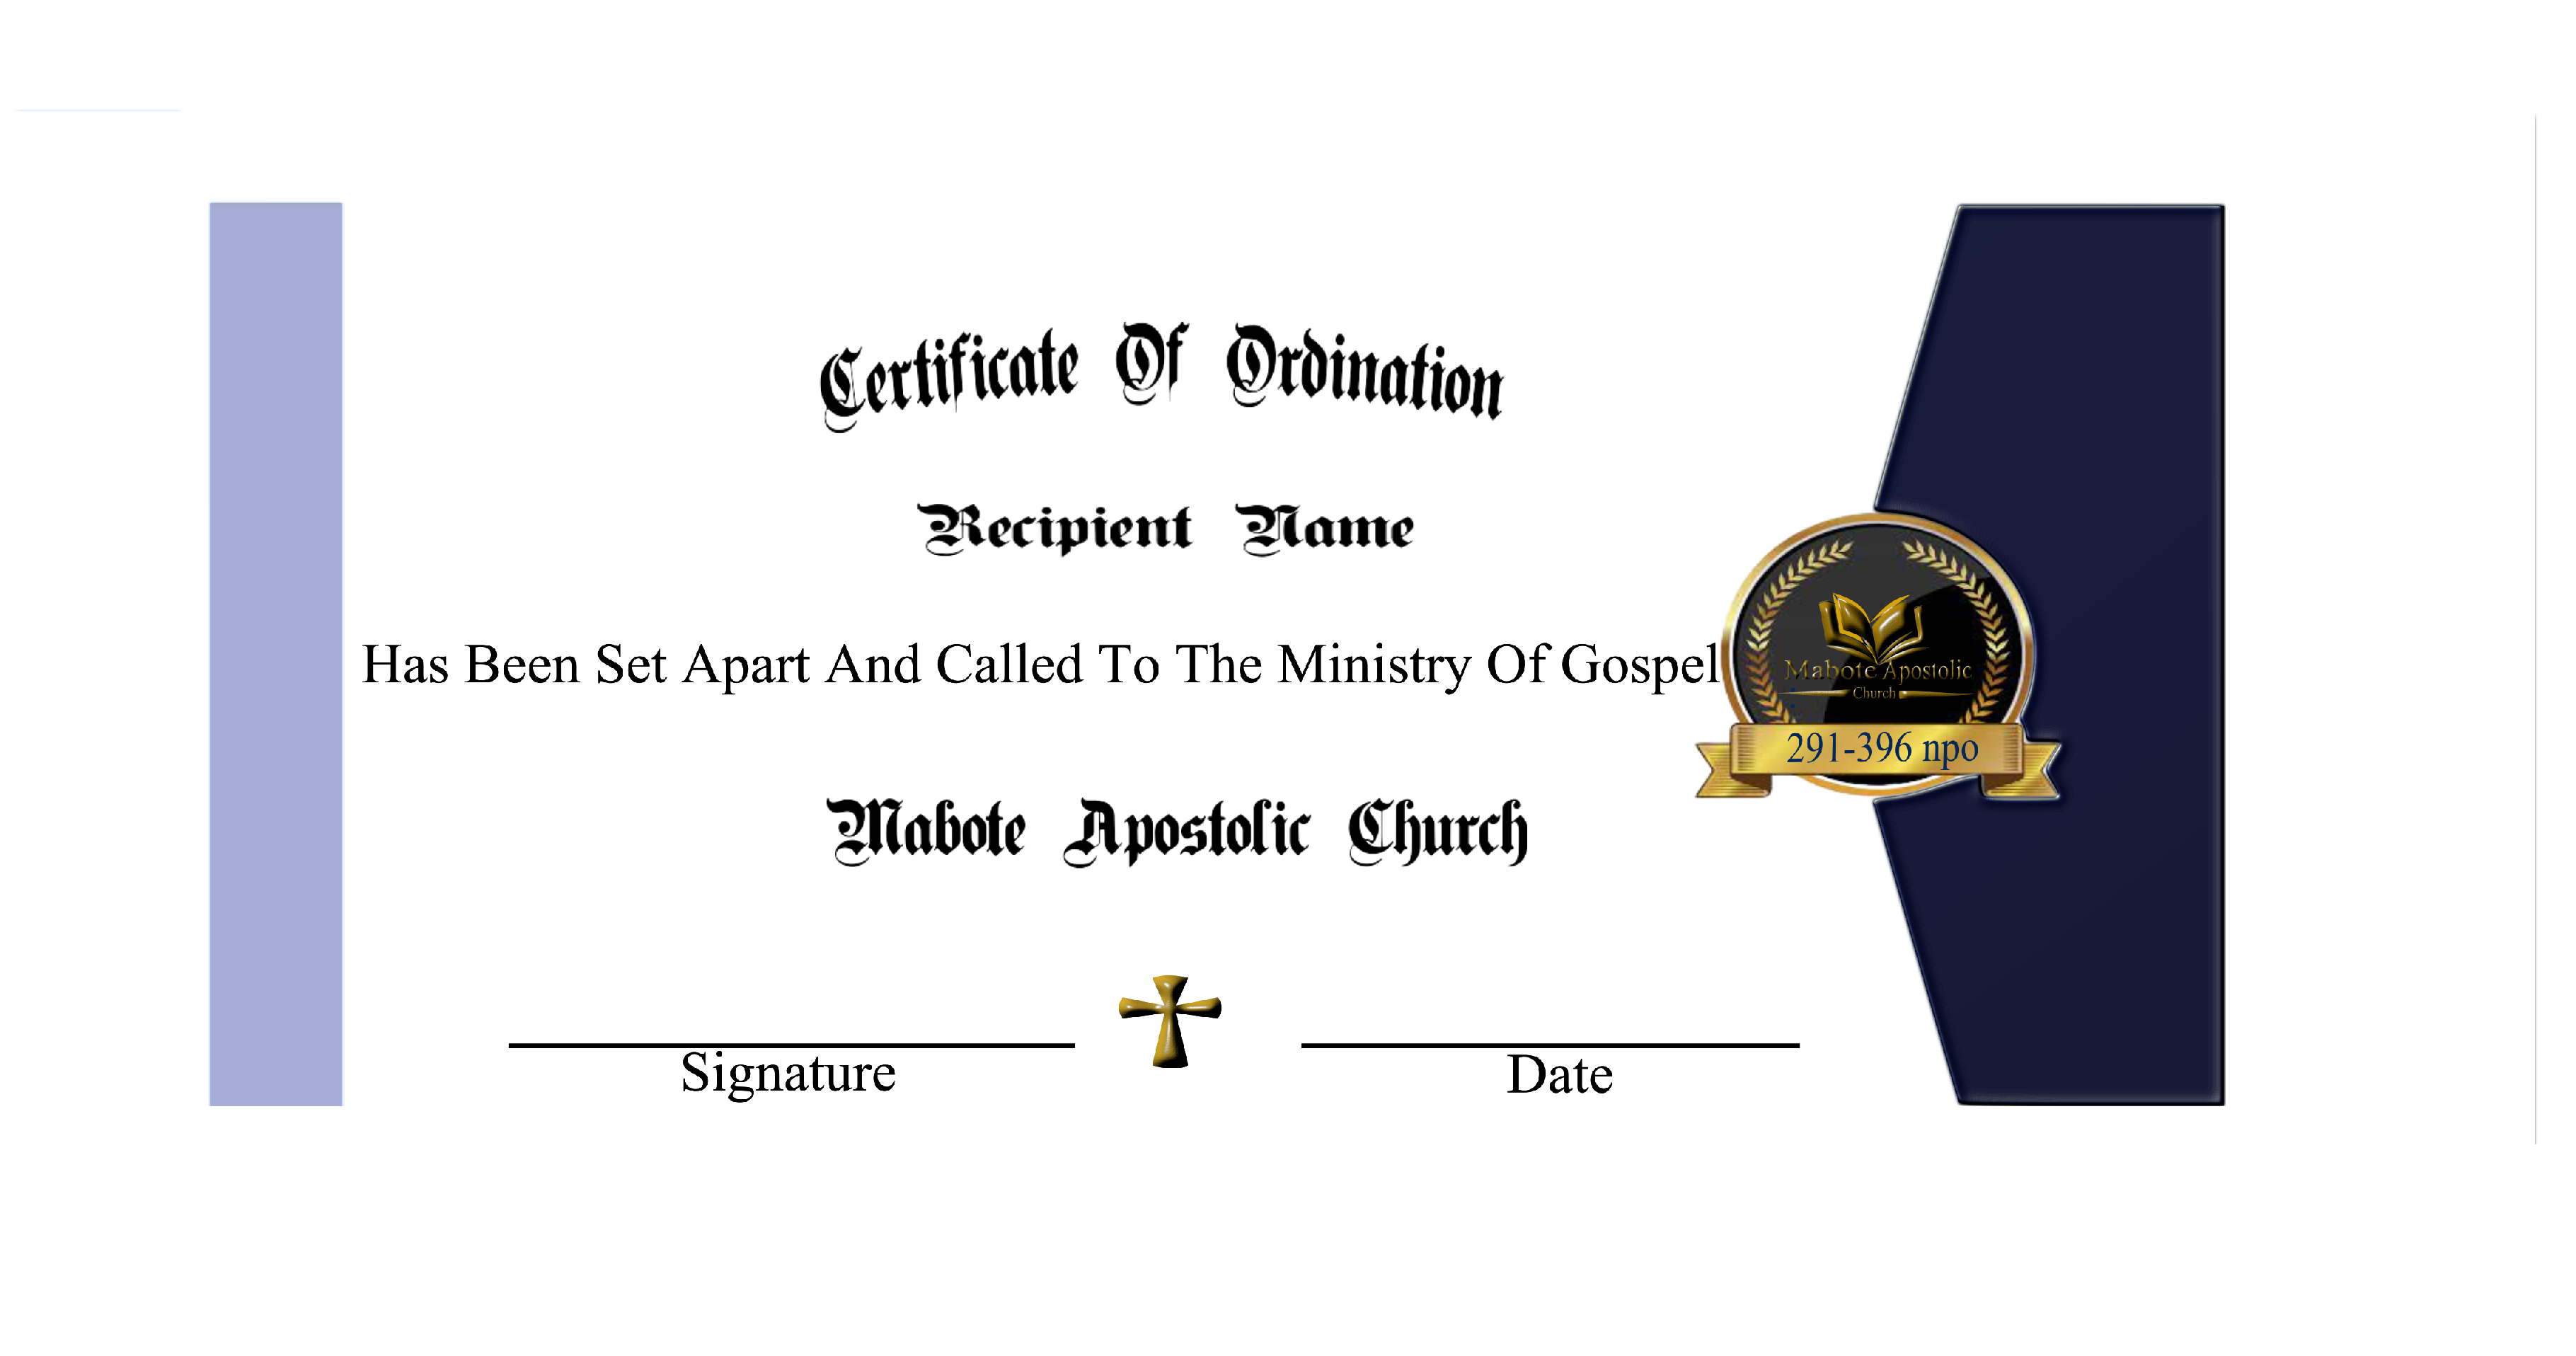 Certificate Of Ordination
Recipient Name
Has Been Set Apart And Called To The Ministry Of Gospel
Mabote Apostolic
Church
291-396 npo
Mabote Apostolic Church
Signature
Date